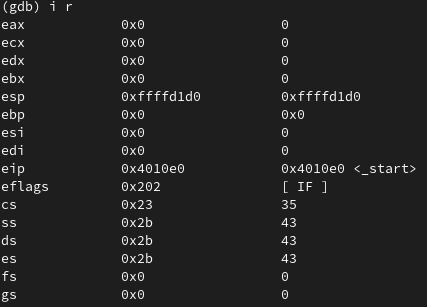 (gdb) i r
eax 0x0 0
ecx 0x0 0
edx 0x0 0
ebx 0x0 0
esp 0xffffd1d0 0xffffd1d0
ebp 0x0 0x0
esi 0x0 0
edi 0x0 0
eip 0x4010e0 0x4010e0 <_start>
eflags 0x202 [ IF ]
cs 0x23 35
ss 0x2b 43
ds 0x2b 43
es 0x2b 43
fs 0x0 0
gs 0x0 0